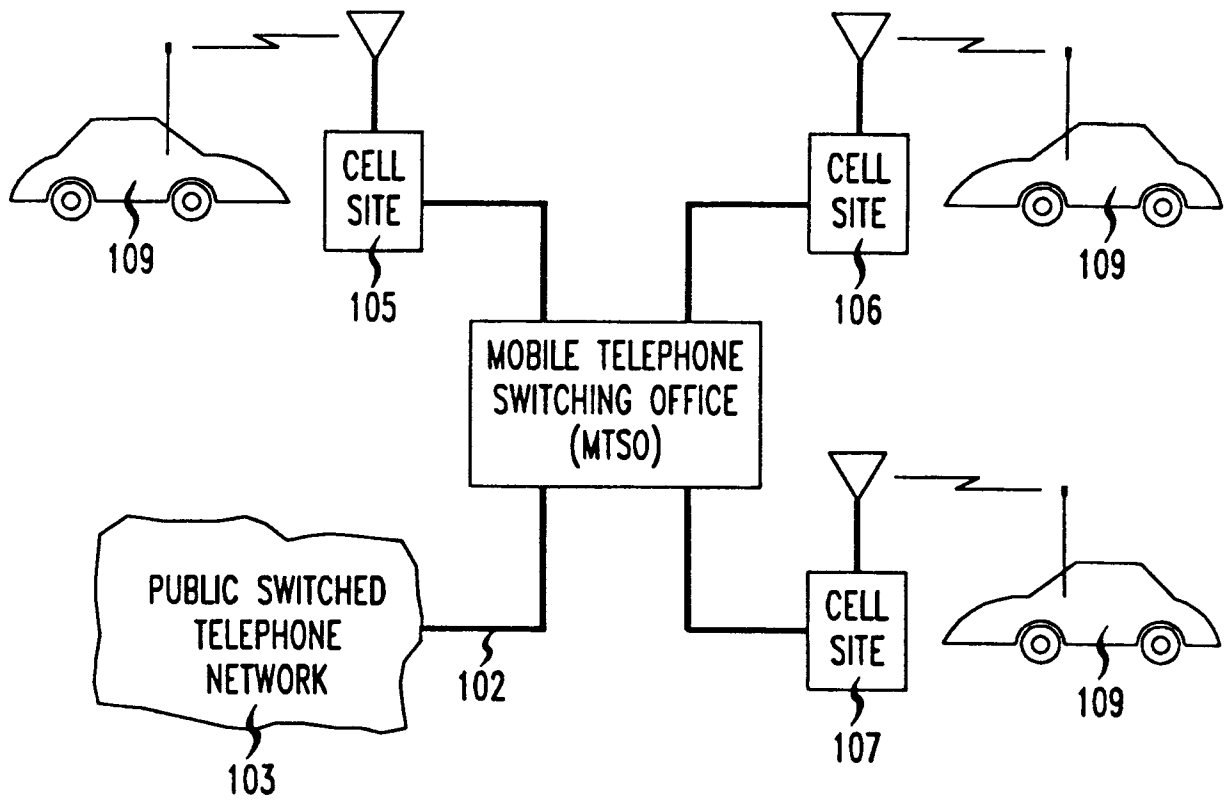 CELL
SITE
109
105
CELL
SITE
106
109
MOBILE TELEPHONE
SWITCHING OFFICE
(MTSO)
PUBLIC SWITCHED
TELEPHONE
NETWORK
103
102
CELL
SITE
107
109